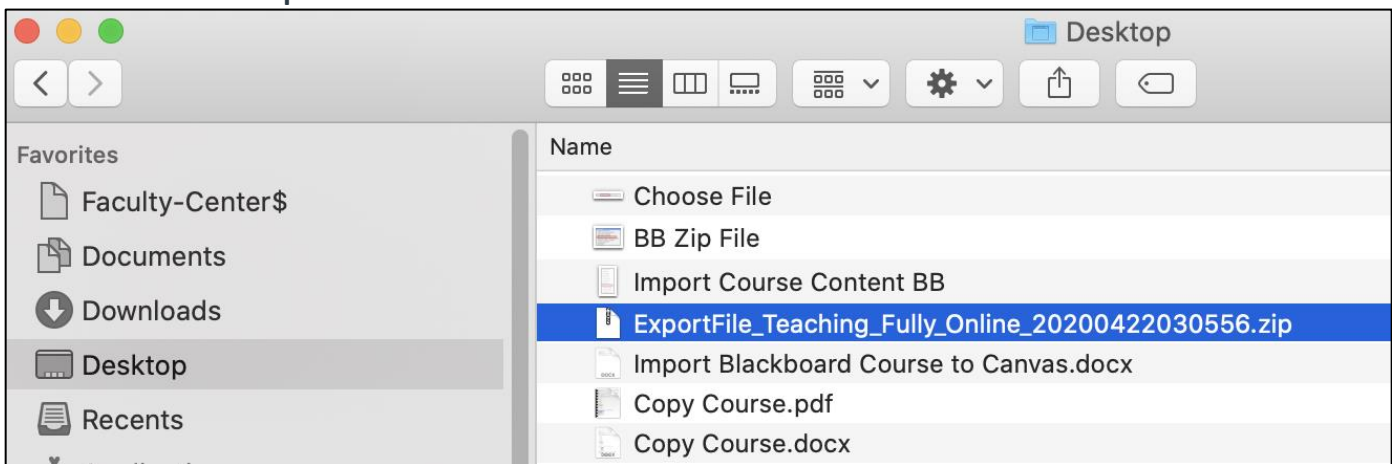 Desktop
Favorites
Faculty-Center$
Documents
Downloads
Desktop
Recents
Name
Choose File
BB Zip File
Import Course Content BB
ExportFile_Teaching_Fully_Online_20200422030556.zip
Import Blackboard Course to Canvas.docx
Copy Course.pdf
Copy Course.docx